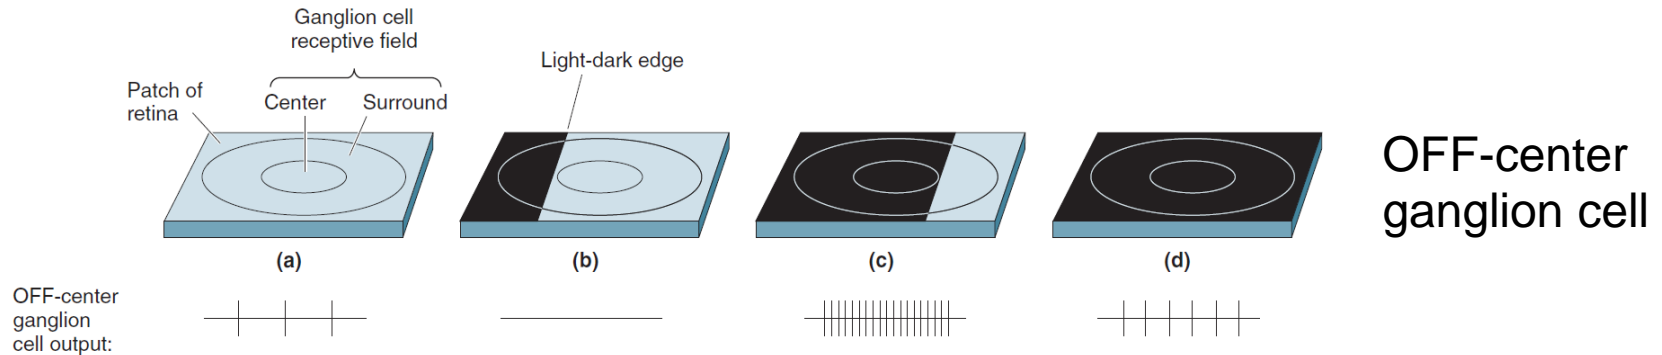 Ganglion cell
receptive field
Light-dark edge
Patch of
retina
Center
Surround
OFF-center
ganglion cell
(a)
(b)
(c)
(d)
OFF-center
ganglion
cell output: